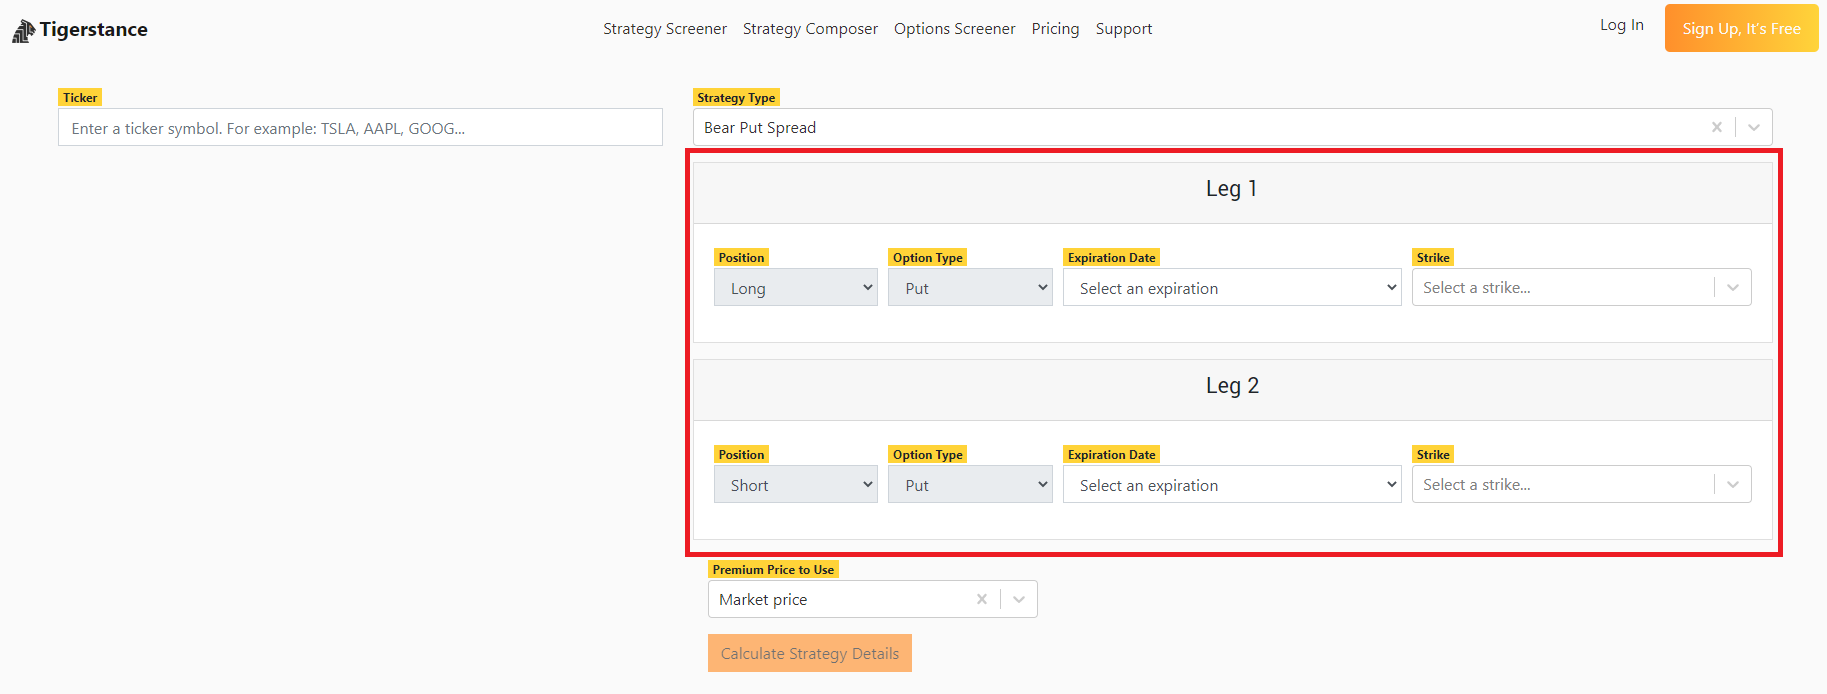 Tigerstance
Strategy Screener Strategy Composer Options Screener Pricing Support
Log In
Sign Up, It's Free
Ticker
Enter a ticker symbol. For example: TSLA, AAPL, GOOG...
Strategy Type
Bear Put Spread
Leg 1
Position Option Type Expiration Date Strike
Long Put Select an expiration Select a strike...
Leg 2
Position Option Type Expiration Date Strike
Short Put Select an expiration Select a strike...
Premium Price to Use
Market price
Calculate Strategy Details